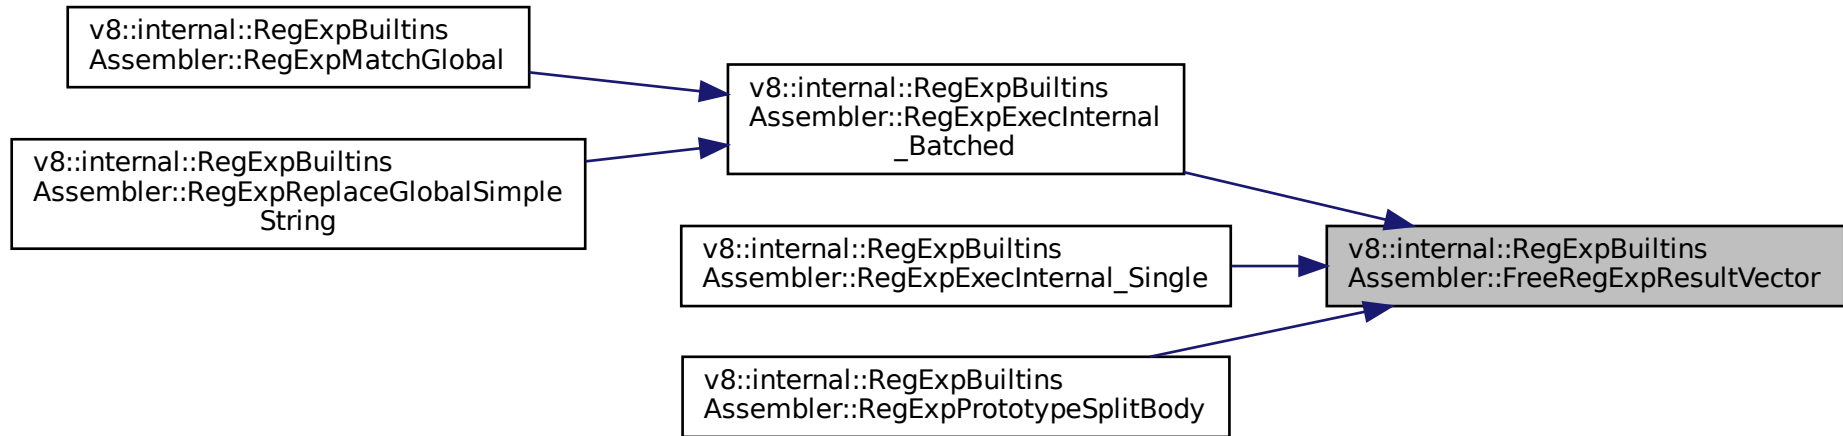 v8::internal::RegExpBuiltins
Assembler::RegExpMatchGlobal
v8::internal::RegExpBuiltins
Assembler::RegExpReplaceGlobalSimple
String
v8::internal::RegExpBuiltins
Assembler::RegExpExecInternal
_Batched
v8::internal::RegExpBuiltins
Assembler::RegExpExecInternal_Single
v8::internal::RegExpBuiltins
Assembler::RegExpPrototypeSplitBody
v8::internal::RegExpBuiltins
Assembler::FreeRegExpResultVector